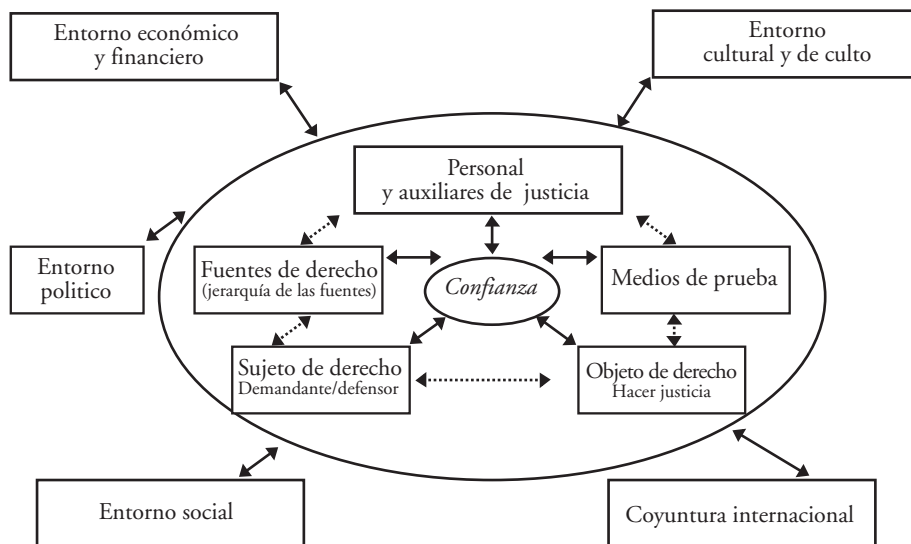 Entorno económico
y financiero
Entorno
cultural y de culto
Personal
y auxiliares de justicia
Entorno
politico
Fuentes de derecho
(jerarquía de las fuentes)
Confianza
Medios de prueba
Sujeto de derecho
Demandante/defensor
Objeto de derecho
Hacer justicia
Entorno social
Coyuntura internacional